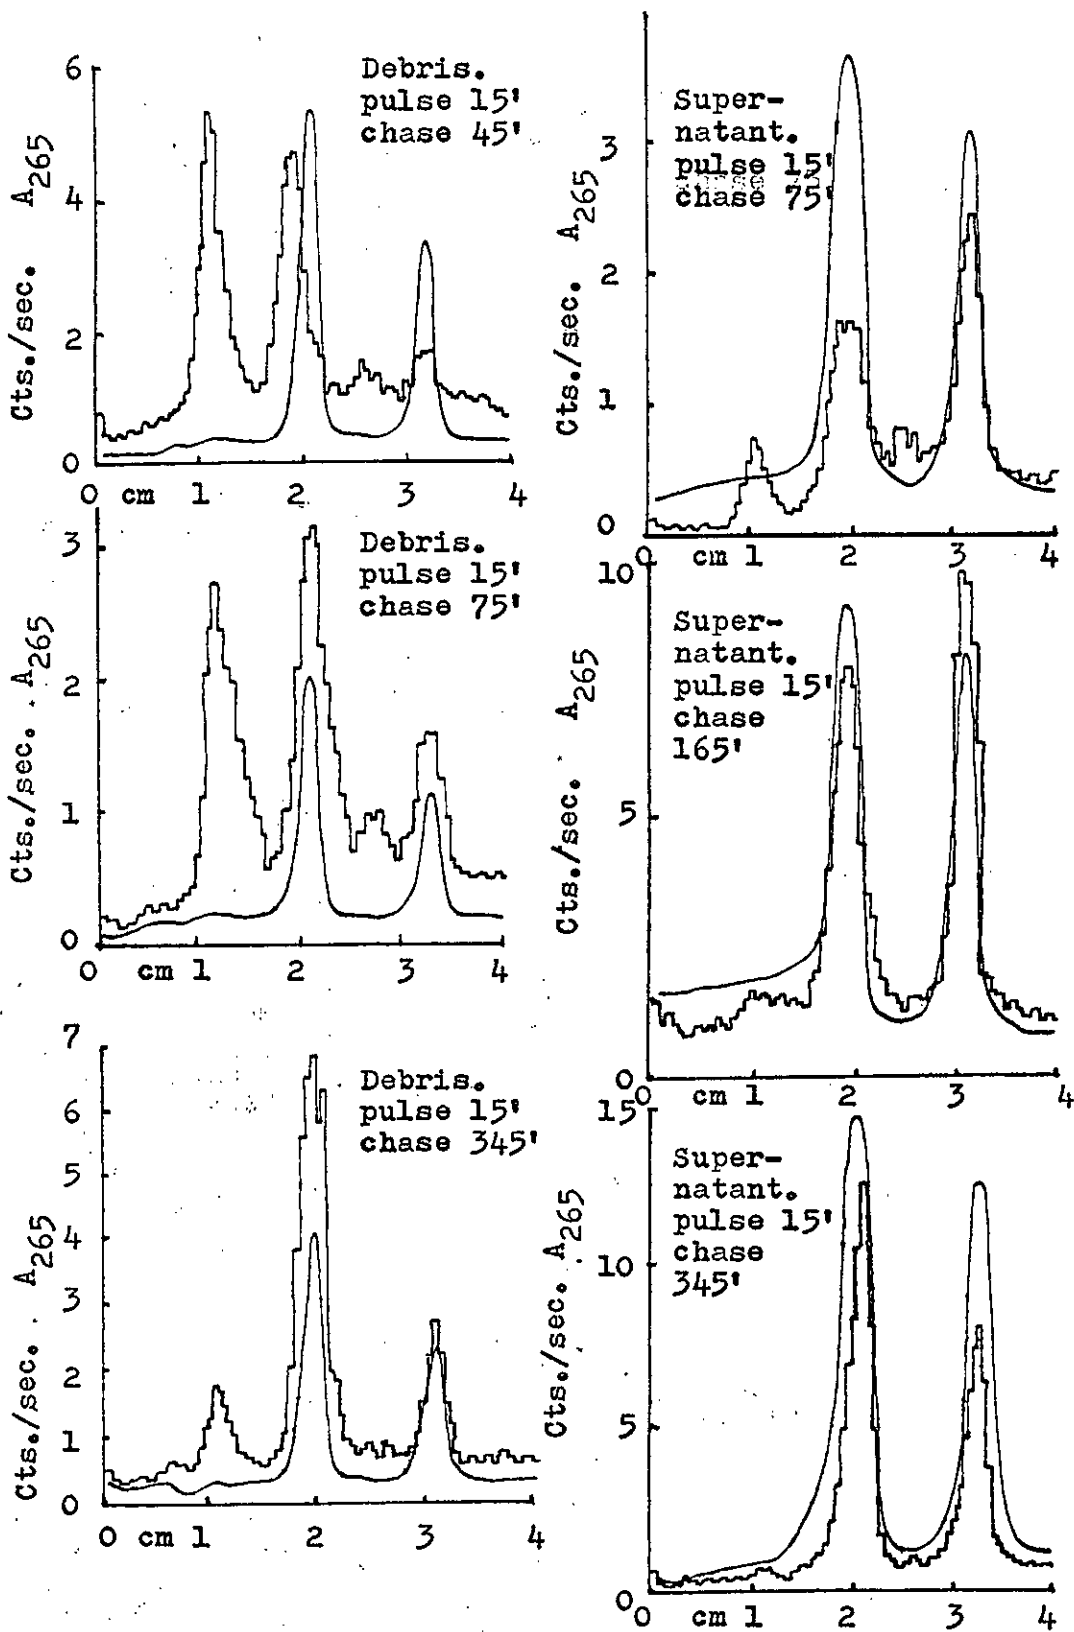 6
4
2
0
Cts./sec. A265
Debris.
pulse 15'
chase 45'
0 cm 1 2 3 4
3
2
1
0
Cts./sec. A265
Debris.
pulse 15'
chase 75'
0 cm 1 2 3 4
7
6
5
4
3
2
1
0
Cts./sec. A265
Debris.
pulse 15'
chase 345'
0 cm 1 2 3 4
3
2
1
0
Cts./sec. A265
Super-
natant.
pulse 15'
chase 75'
0 cm 1 2 3 4
10
5
0
Cts./sec. A265
Super-
natant.
pulse 15'
chase
165'
cm 1 2 3 4
15
10
5
0
Cts./sec. A265
Super-
natant.
pulse 15'
chase
345'
0 cm 1 2 3 4